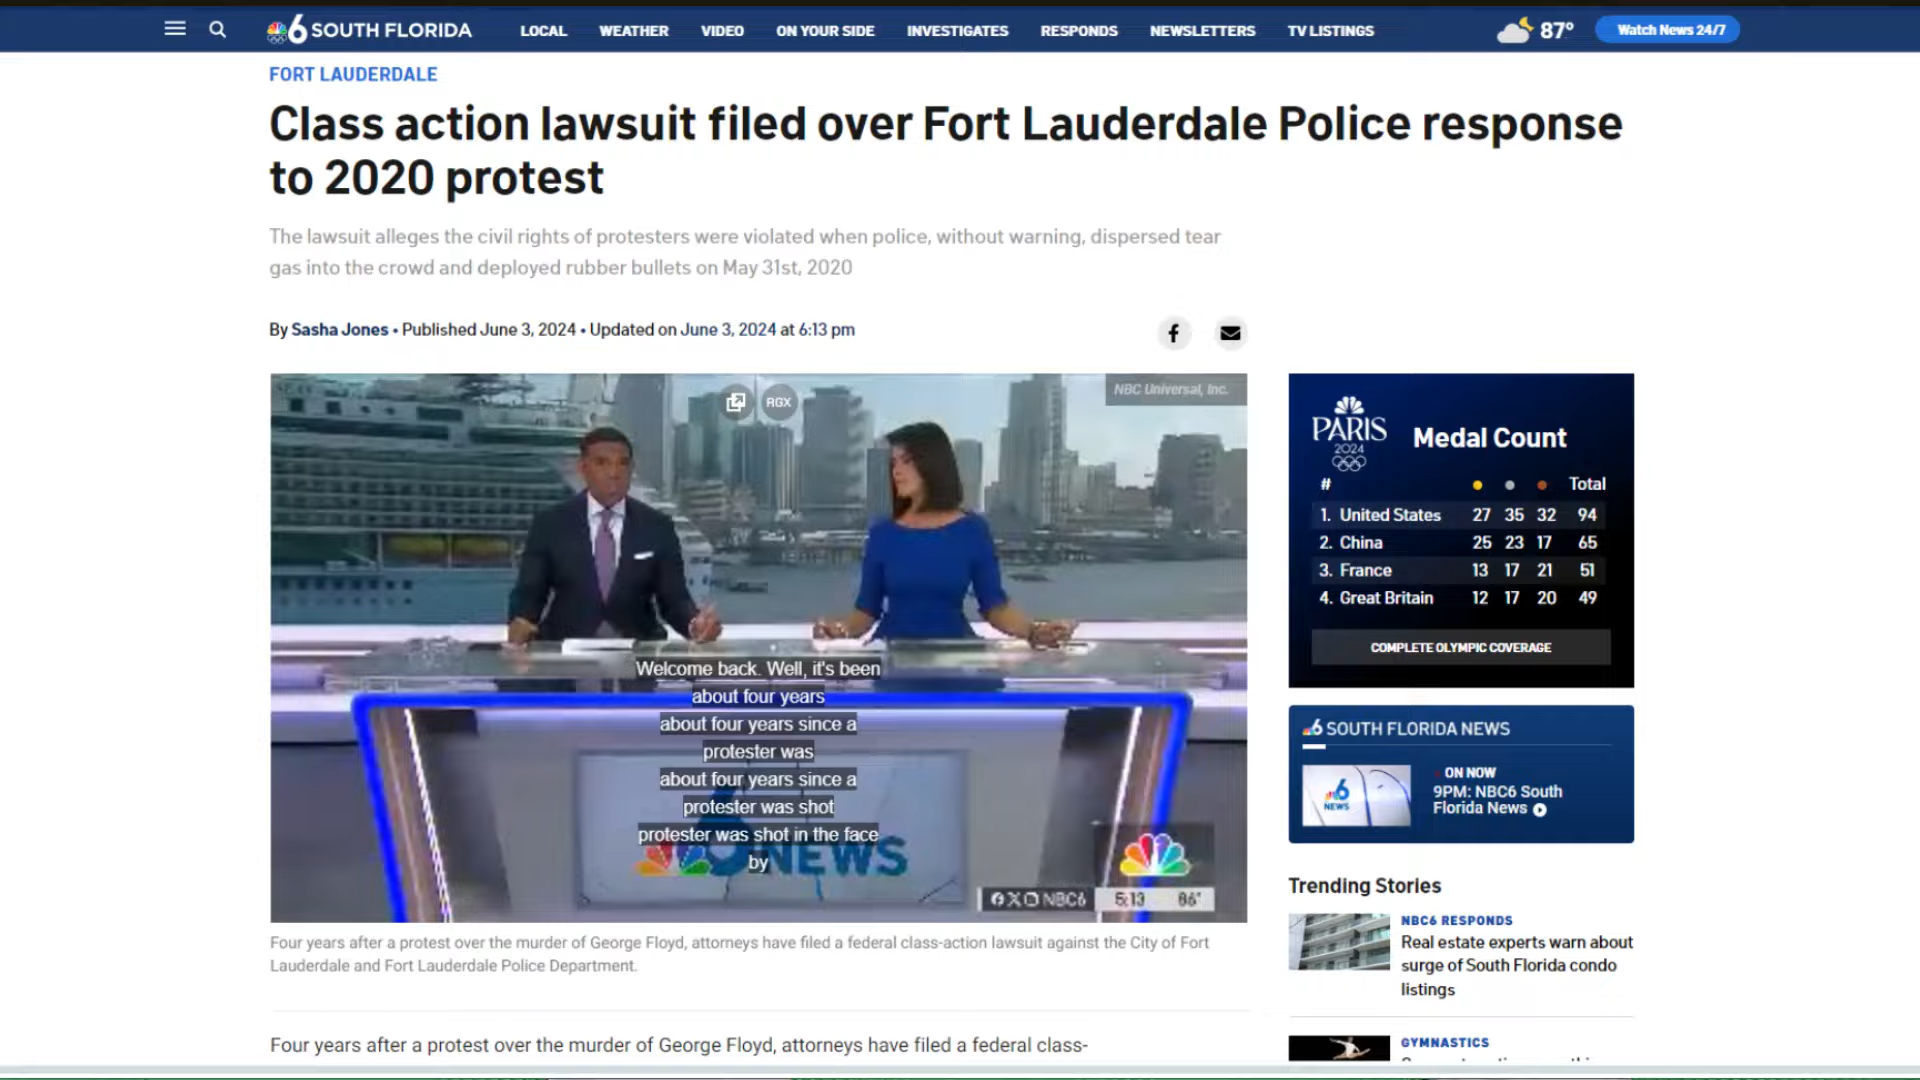 6 SOUTH FLORIDA
LOCAL
WEATHER
VIDEO
ON YOUR SIDE
INVESTIGATES
RESPONDS
NEWSLETTERS
TV LISTINGS
87°
Watch News 24/7
FORT LAUDERDALE
Class action lawsuit filed over Fort Lauderdale Police response
to 2020 protest
The lawsuit alleges the civil rights of protesters were violated when police, without warning, dispersed tear
gas into the crowd and deployed rubber bullets on May 31st, 2020
By Sasha Jones • Published June 3, 2024 • Updated on June 3, 2024 at 6:13 pm
NBC Universal, Inc.
Welcome back. Well, it's been
about four years
about four years since a
protester was
about four years since a
protester was shot
protester was shot in the face
by
6 NEWS
NBC6
5:13
86°
Four years after a protest over the murder of George Floyd, attorneys have filed a federal class-action lawsuit against the City of Fort
Lauderdale and Fort Lauderdale Police Department.
Four years after a protest over the murder of George Floyd, attorneys have filed a federal class-
PARIS
2024
Medal Count
# Total
1. United States 27 35 32 94
2. China 25 23 17 65
3. France 13 17 21 51
4. Great Britain 12 17 20 49
COMPLETE OLYMPIC COVERAGE
6 SOUTH FLORIDA NEWS
6
NEWS
ON NOW
9PM: NBC6 South
Florida News
Trending Stories
NBC6 RESPONDS
Real estate experts warn about
surge of South Florida condo
listings
GYMNASTICS